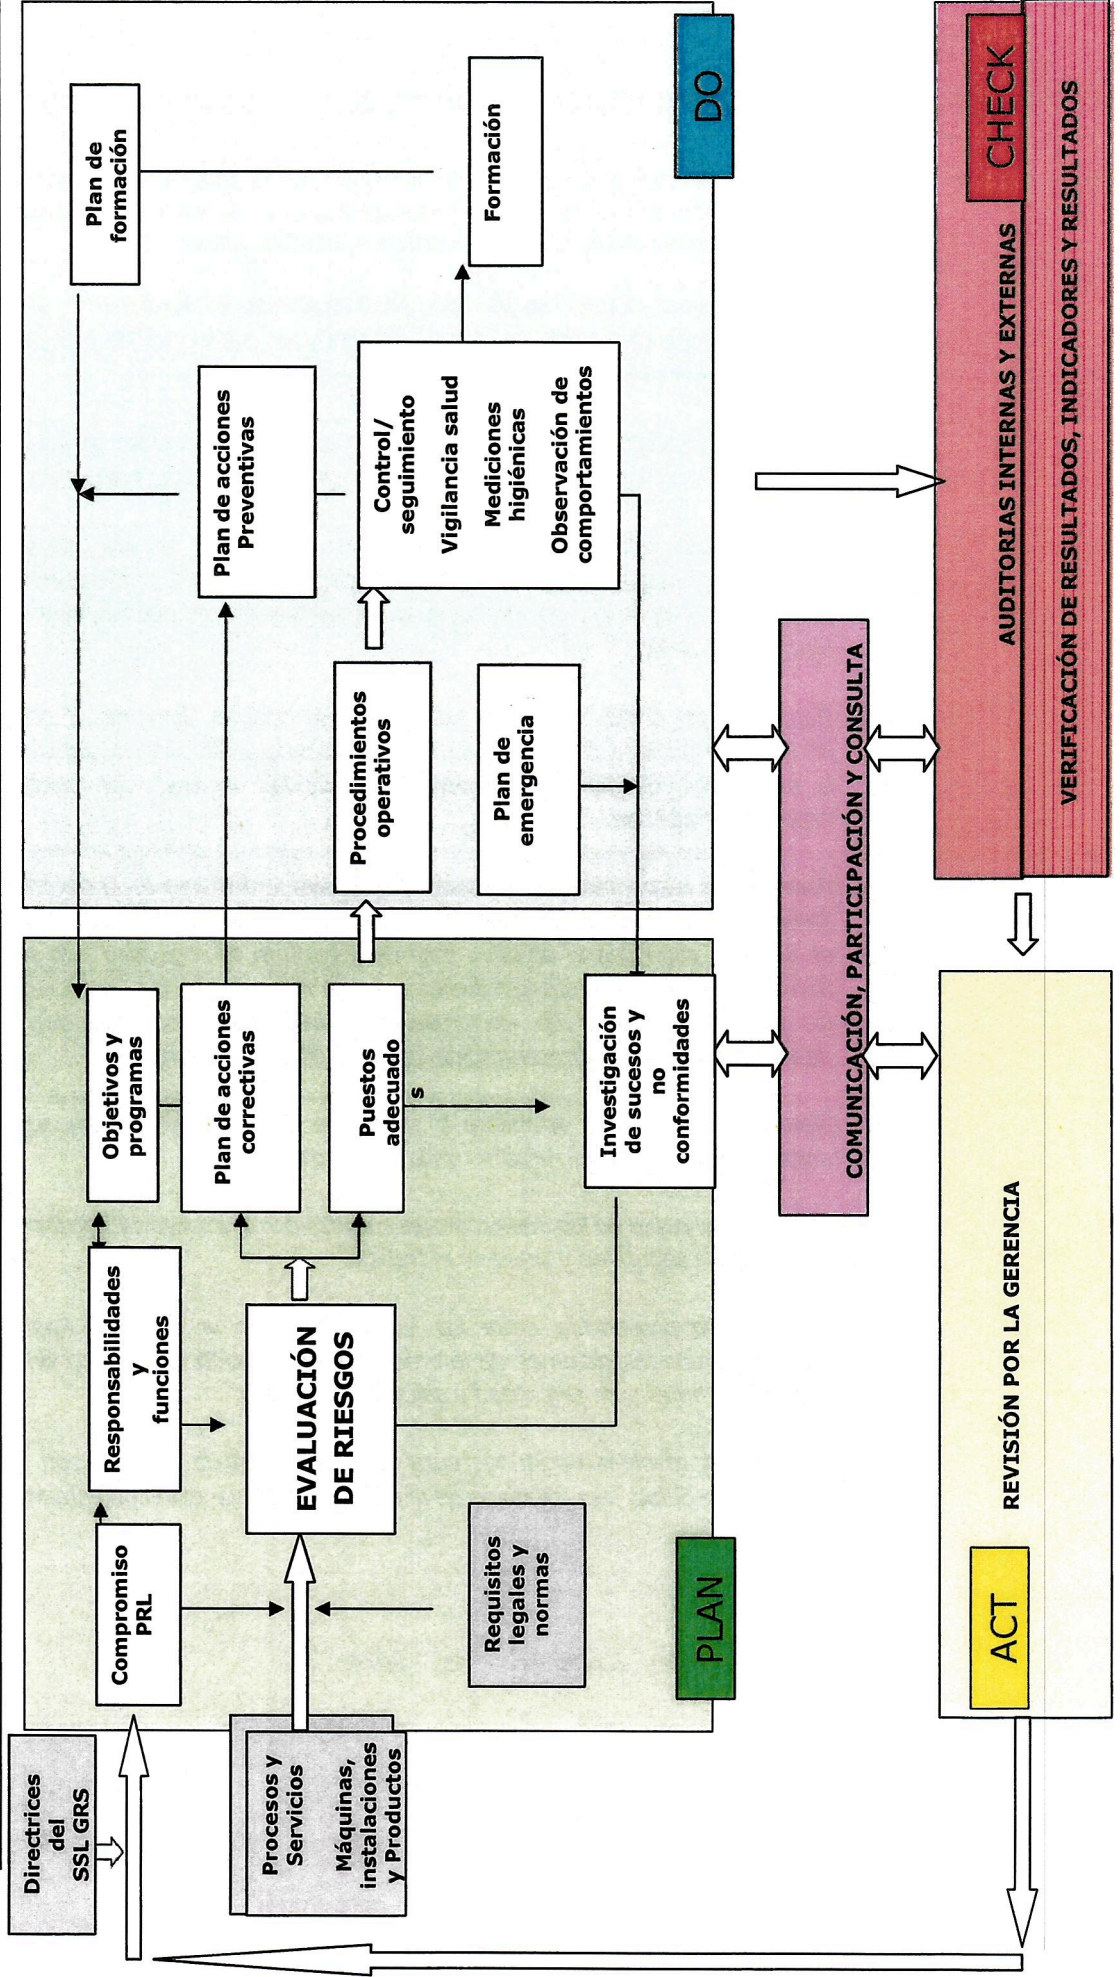 Directrices
del
SSL GRS
Procesos y
Servicios
Máquinas,
instalaciones
y Productos
Compromiso
PRL
Responsabilidades
y
funciones
Objetivos y
programas
EVALUACIÓN
DE RIESGOS
Plan de acciones
correctivas
Puestos
adecuado
s
Requisitos
legales y
normas
Investigación
de sucesos y
no
conformidades
PLAN
Plan de
formación
Plan de acciones
Preventivas
Procedimientos
operativos
Control/
seguimiento
Vigilancia salud
Mediciones
higiénicas
Observación de
comportamientos
Formación
Plan de
emergencia
DO
COMUNICACIÓN, PARTICIPACIÓN Y CONSULTA
ACT
REVISIÓN POR LA GERENCIA
CHECK
AUDITORIAS INTERNAS Y EXTERNAS
VERIFICACIÓN DE RESULTADOS, INDICADORES Y RESULTADOS